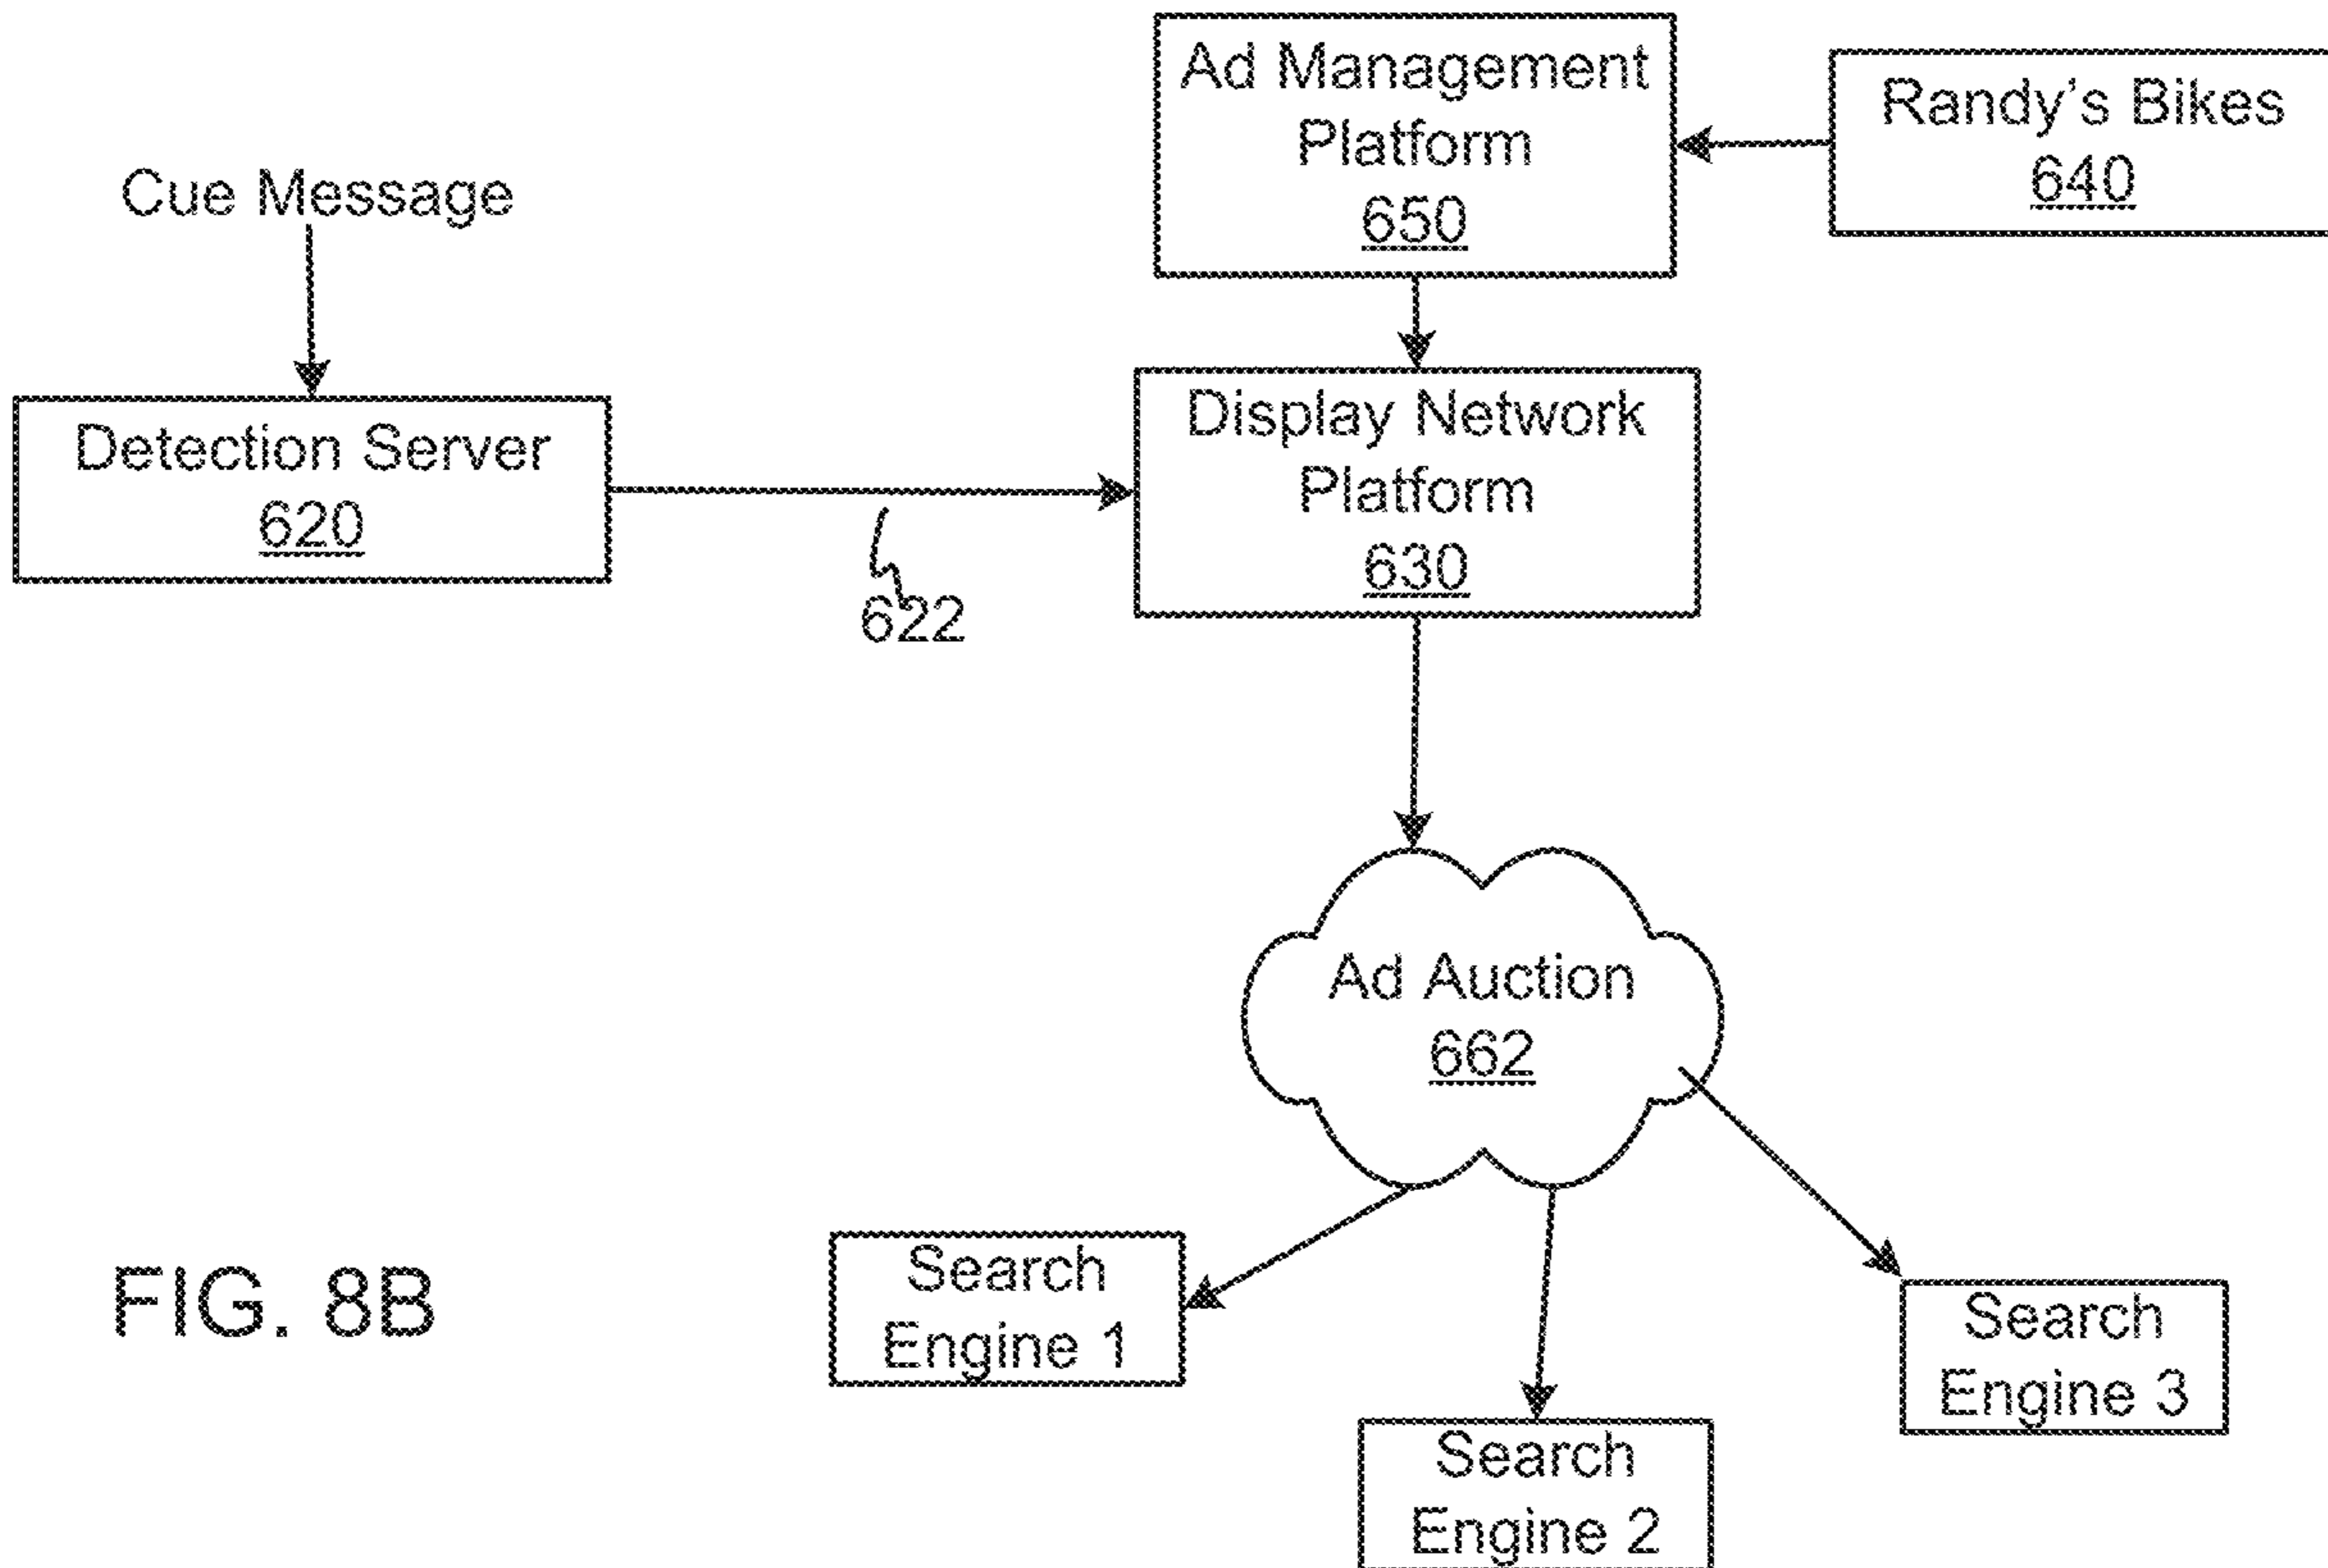 Ad Management
Platform
650
Randy's Bikes
640
Cue Message
Detection Server
620
622
Display Network
Platform
630
Ad Auction
662
Search
Engine 1
Search
Engine 2
Search
Engine 3
FIG. 8B